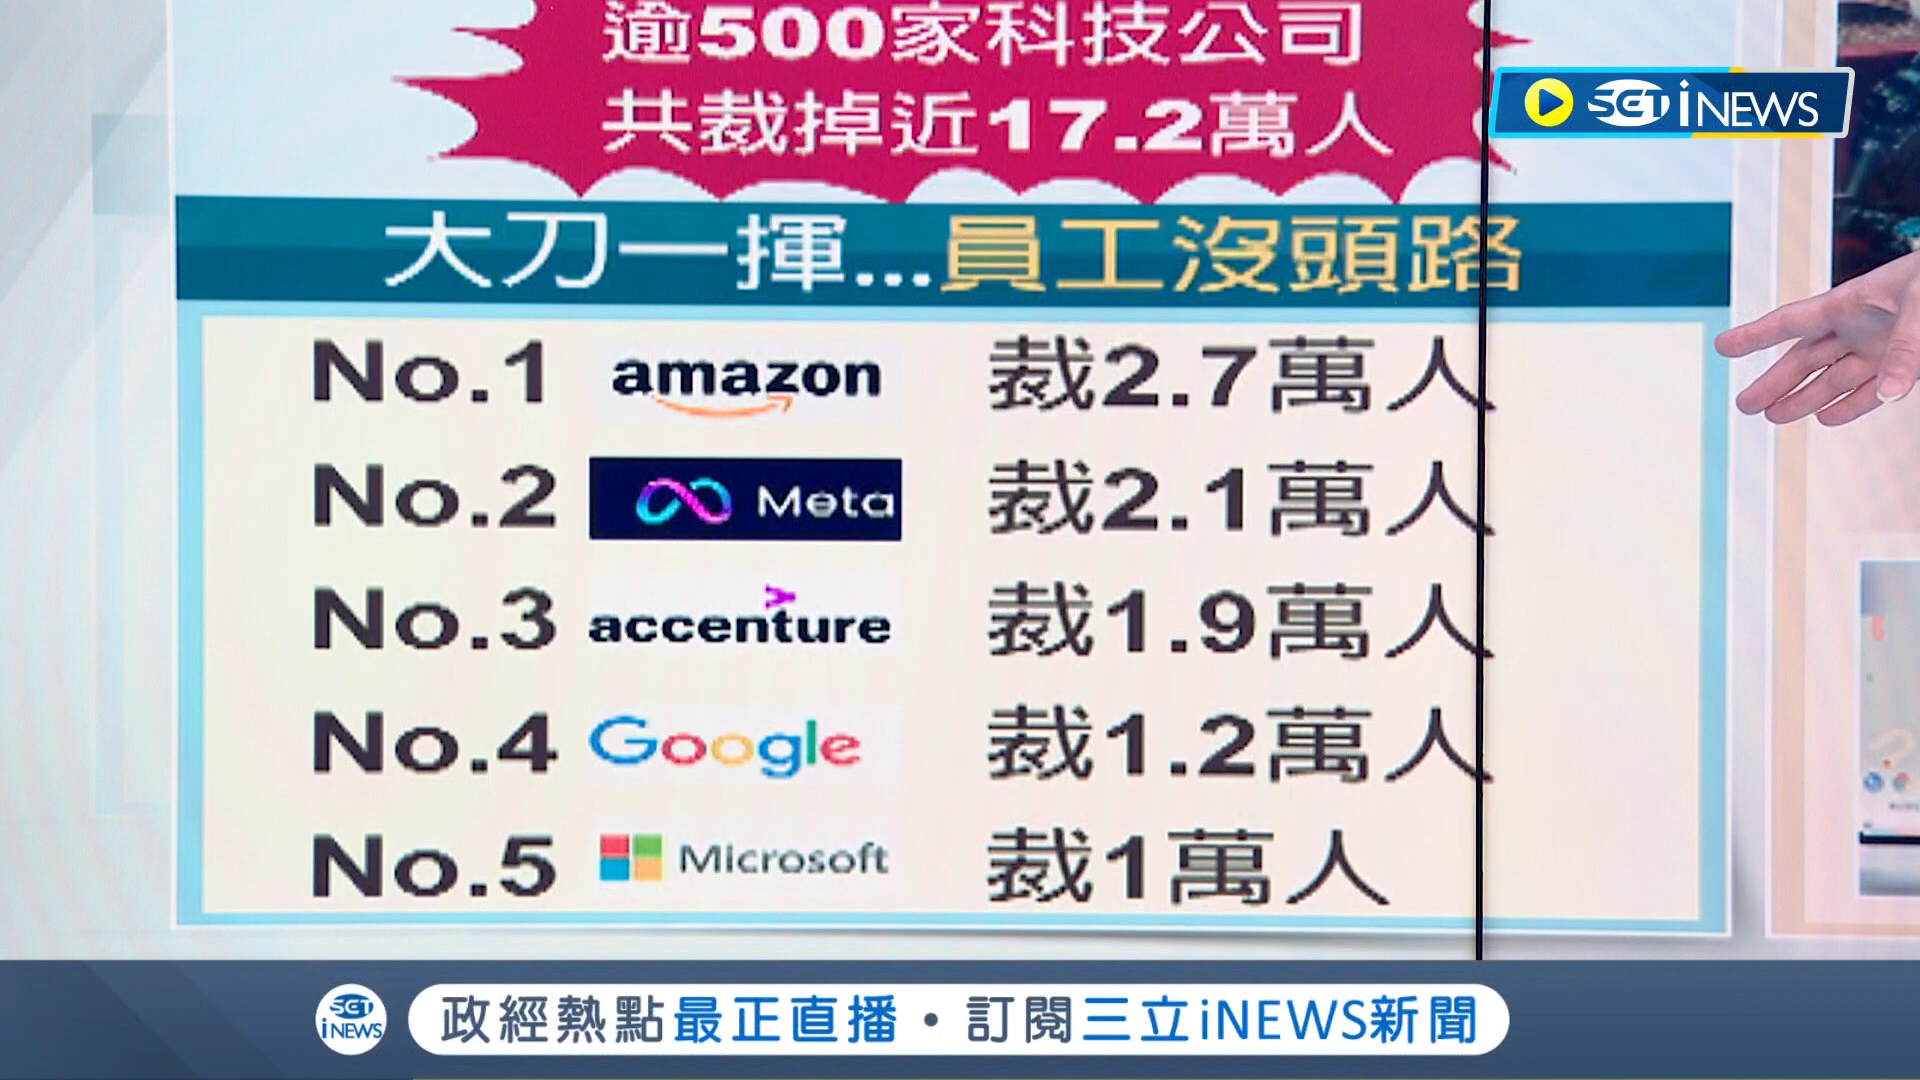 逾500家科技公司
共裁掉近17.2萬人
SET iNEWS
大刀一揮...員工沒頭路
No.1 amazon 裁2.7萬人
No.2 Meta 裁2.1萬人
No.3 accenture 裁1.9萬人
No.4 Google 裁1.2萬人
No.5 Microsoft 裁1萬人
SET iNEWS 政經熱點最正直播・訂閱三立iNEWS新聞